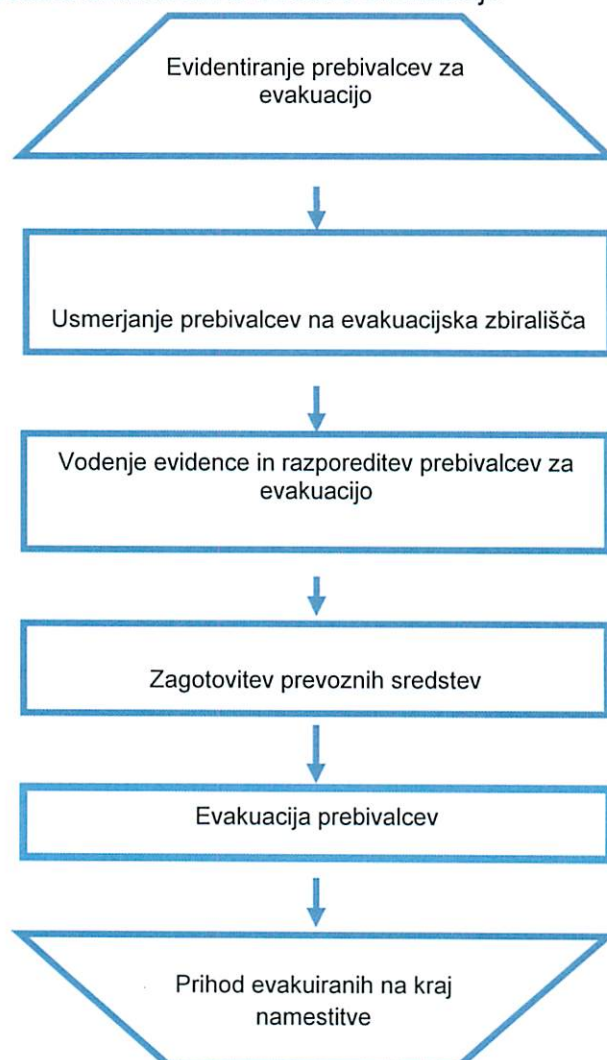 Evidentiranje prebivalcev za
evakuacijo
Usmerjanje prebivalcev na evakuacijska zbirališča
Vodenje evidence in razporeditev prebivalcev za
evakuacijo
Zagotovitev prevoznih sredstev
Evakuacija prebivalcev
Prihod evakuiranih na kraj
namestitve